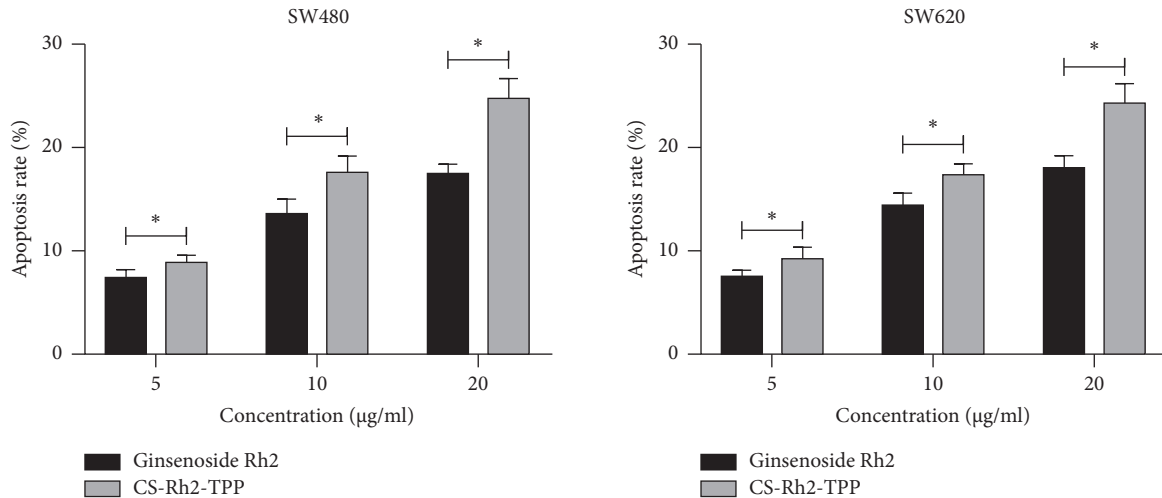 SW480
Apoptosis rate (%)
30
20
10
0
*
*
*
5
10
20
Concentration (µg/ml)
Ginsenoside Rh2
CS-Rh2-TPP
SW620
Apoptosis rate (%)
30
20
10
0
*
*
*
5
10
20
Concentration (µg/ml)
Ginsenoside Rh2
CS-Rh2-TPP